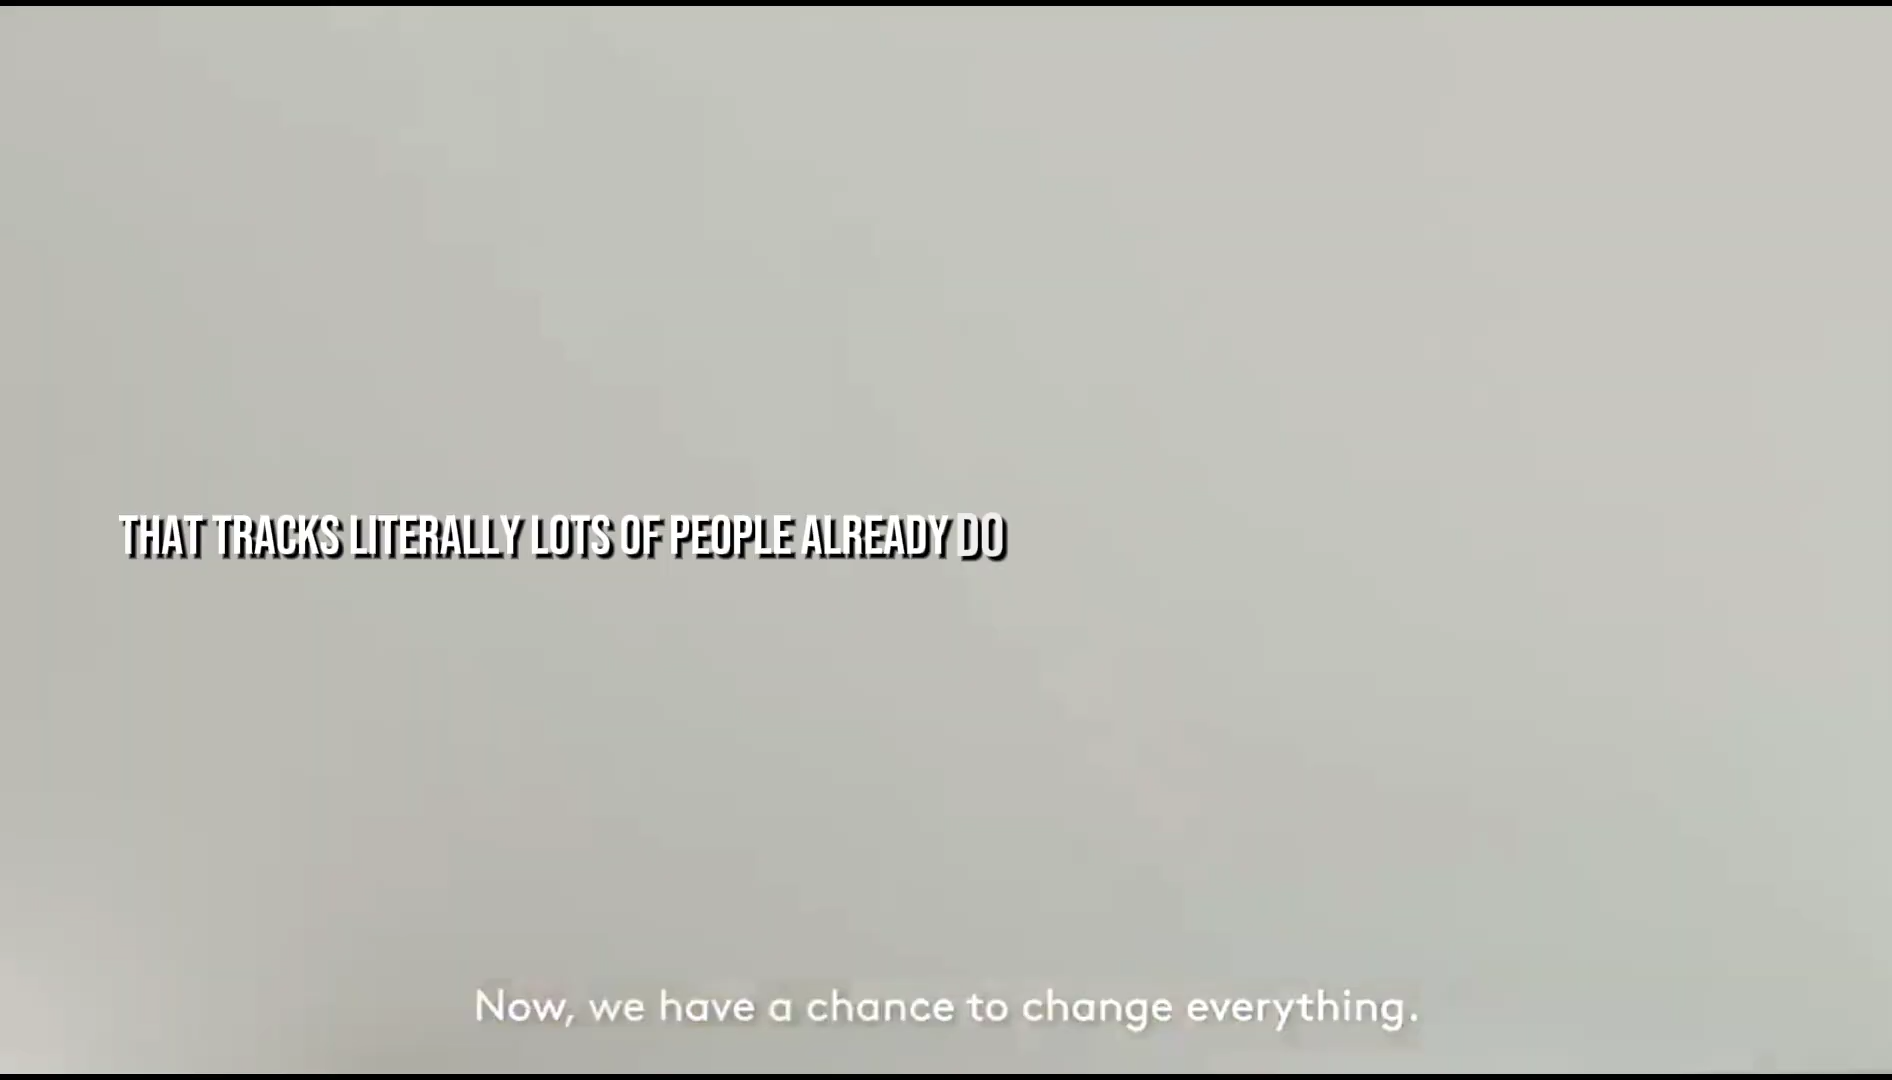 THAT TRACKS LITERALLY LOTS OF PEOPLE ALREADY DO
Now, we have a chance to change everything.